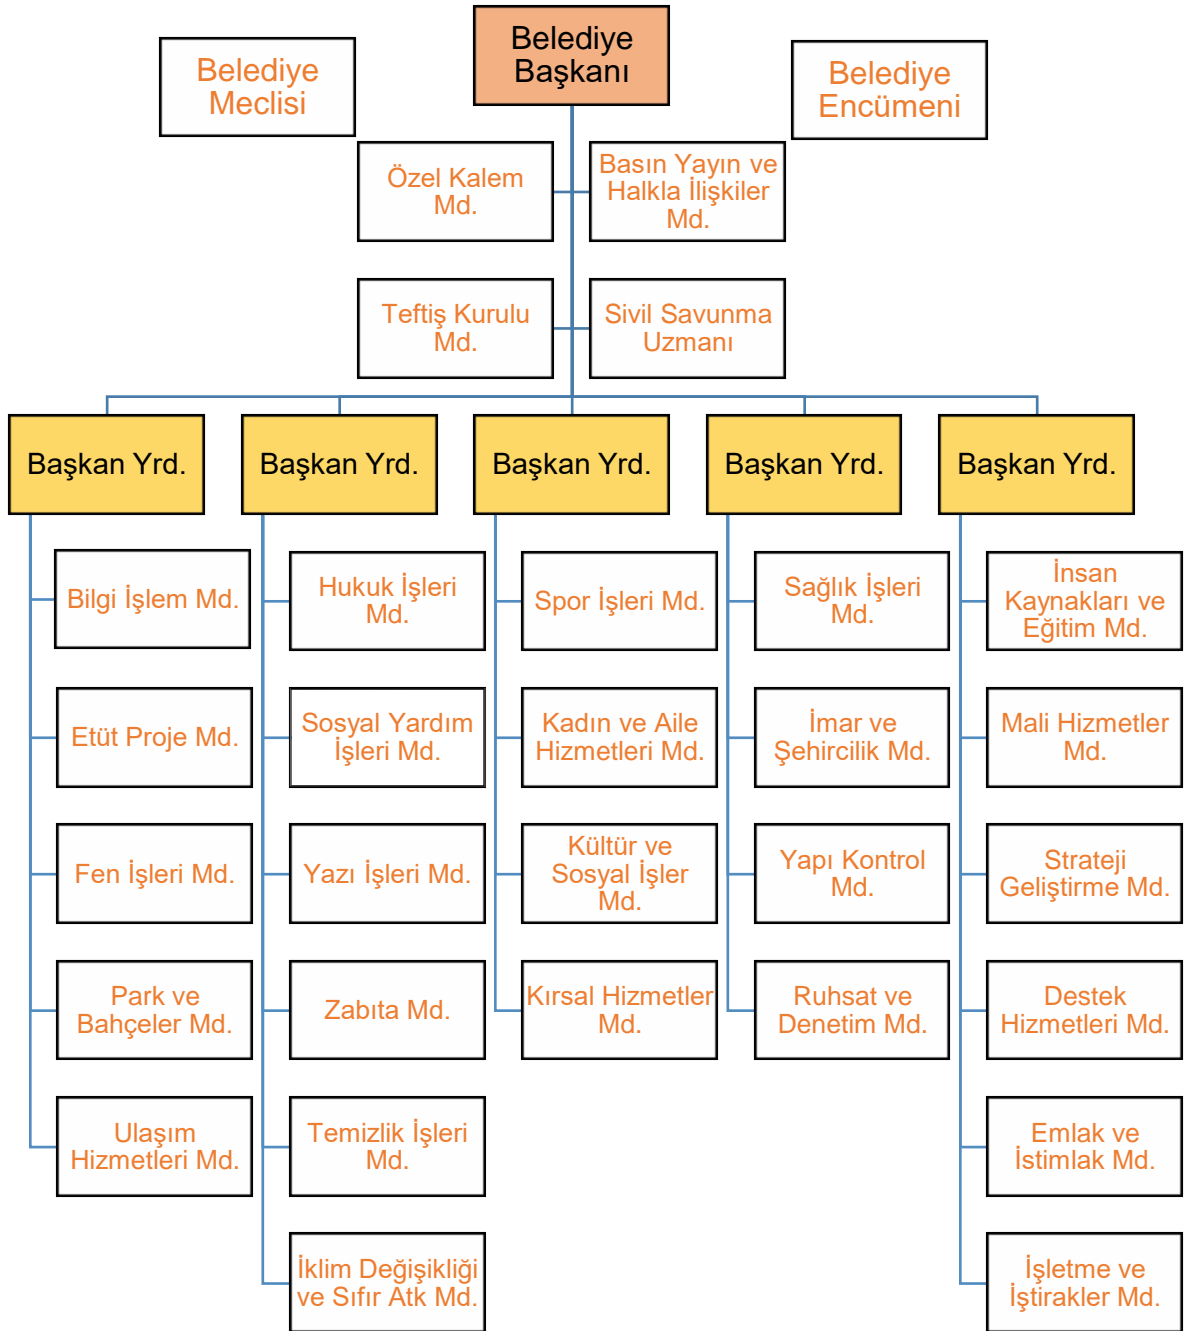 Belediye
Başkanı
Belediye
Meclisi
Belediye
Encümeni
Özel Kalem
Md.
Basın Yayın ve
Halkla İlişkiler
Md.
Teftiş Kurulu
Md.
Sivil Savunma
Uzmanı
Başkan Yrd.
Başkan Yrd.
Başkan Yrd.
Başkan Yrd.
Başkan Yrd.
Bilgi İşlem Md.
Etüt Proje Md.
Fen İşleri Md.
Park ve
Bahçeler Md.
Ulaşım
Hizmetleri Md.
Hukuk İşleri
Md.
Sosyal Yardım
İşleri Md.
Yazı İşleri Md.
Zabıta Md.
Temizlik İşleri
Md.
İklim Değişikliği
ve Sıfır Atk Md.
Spor İşleri Md.
Kadın ve Aile
Hizmetleri Md.
Kültür ve
Sosyal İşler
Md.
Kırsal Hizmetler
Md.
Sağlık İşleri
Md.
İmar ve
Şehircilik Md.
Yapı Kontrol
Md.
Ruhsat ve
Denetim Md.
İnsan
Kaynakları ve
Eğitim Md.
Mali Hizmetler
Md.
Strateji
Geliştirme Md.
Destek
Hizmetleri Md.
Emlak ve
İstimlak Md.
İşletme ve
İştirakler Md.